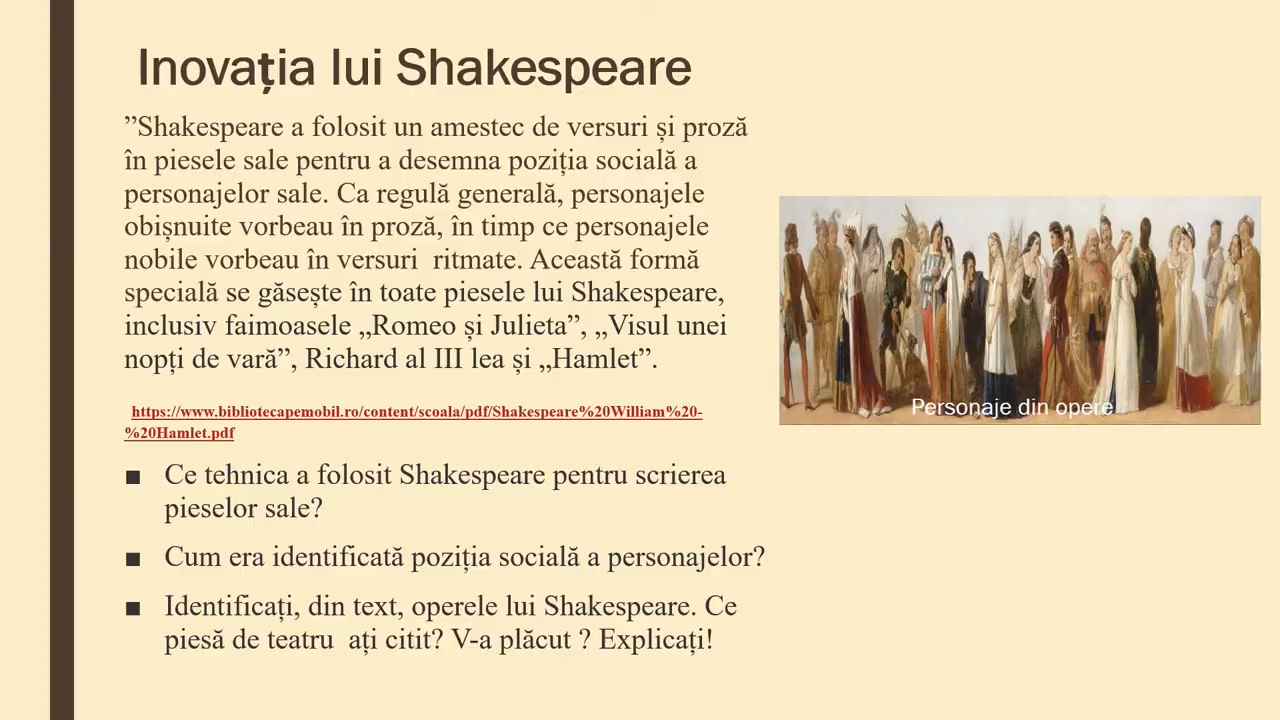 Inovația lui Shakespeare
”Shakespeare a folosit un amestec de versuri și proză
în piesele sale pentru a desemna poziția socială a
personajelor sale. Ca regulă generală, personajele
obișnuite vorbeau în proză, în timp ce personajele
nobile vorbeau în versuri  ritmate. Această formă
specială se găsește în toate piesele lui Shakespeare,
inclusiv faimoasele „Romeo și Julieta”, „Visul unei
nopți de vară”, Richard al III lea și „Hamlet”.
https://www.bibliotecapemobil.ro/content/scoala/pdf/Shakespeare%20William%20-
%20Hamlet.pdf
■ Ce tehnica a folosit Shakespeare pentru scrierea
pieselor sale?
■ Cum era identificată poziția socială a personajelor?
■ Identificați, din text, operele lui Shakespeare. Ce
piesă de teatru  ați citit? V-a plăcut ? Explicați!
Personaje din opere